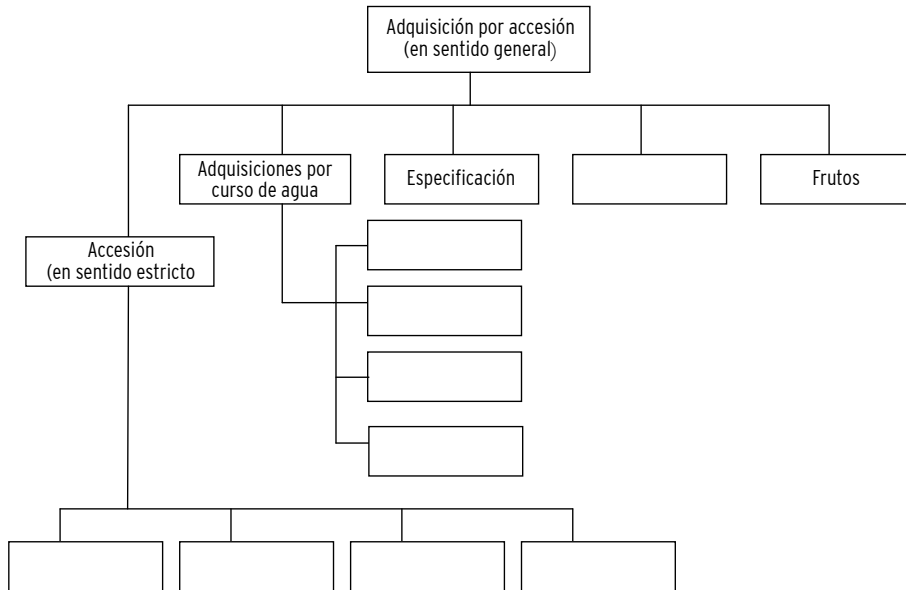 Adquisición por accesión
(en sentido general)
Adquisiciones por
curso de agua
Especificación
Frutos
Accesión
(en sentido estricto